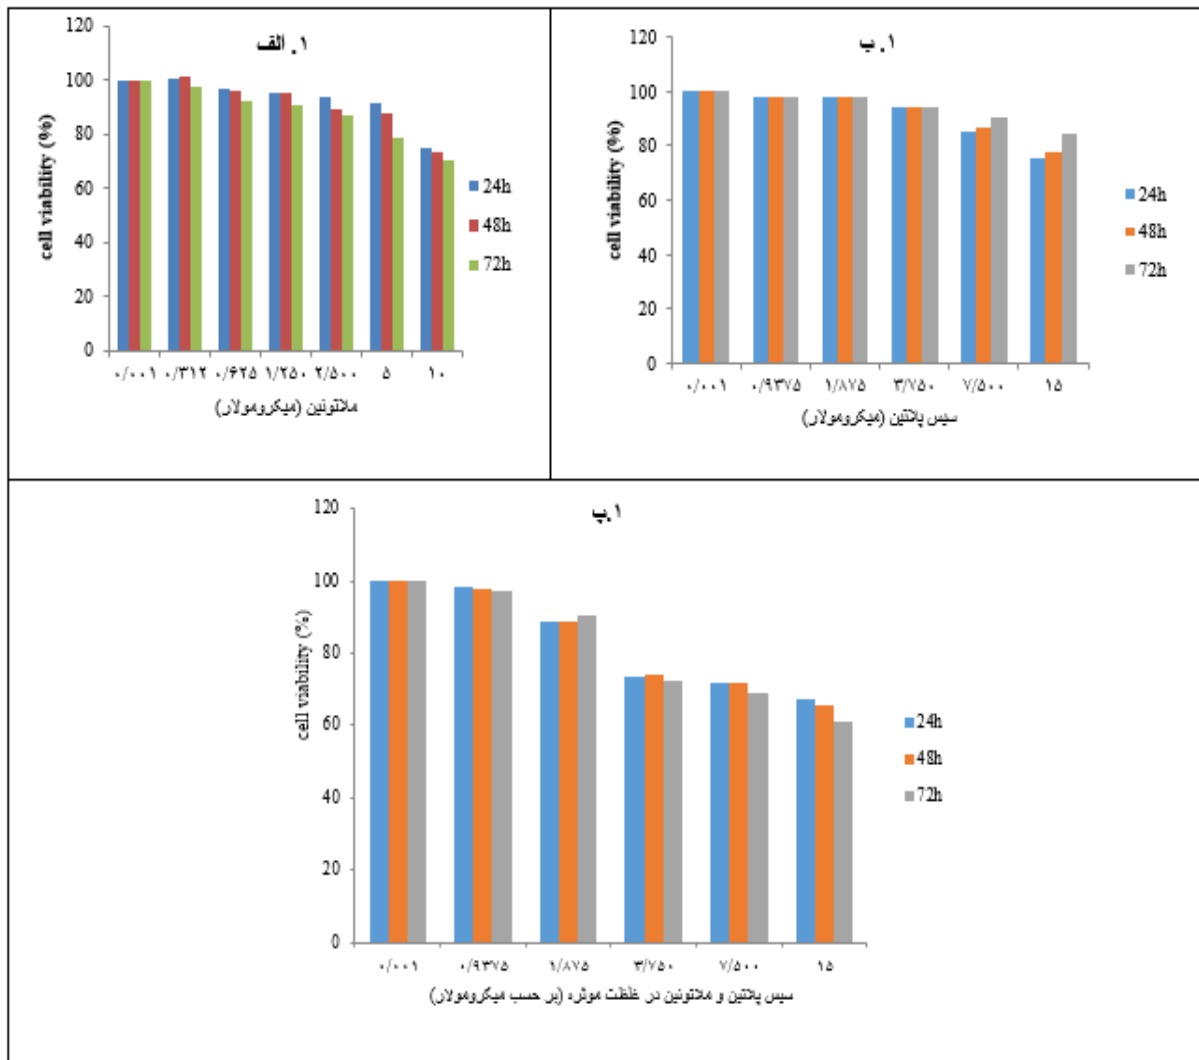 ۱. الف
120
100
80
60
40
20
0
cell viability (%)
۰/۰۰۱ ۰/۳۱۲ ۰/۶۲۵ ۱/۲۵۰ ۲/۵۰۰ ۵ ۱۰
ملاتونین (میکرومولار)
24h
48h
72h
۱. ب
120
100
80
60
40
20
0
cell viability (%)
۰/۰۰۱ ۰/۹۳۷۵ ۱/۸۷۵ ۳/۷۵۰ ۷/۵۰۰ ۱۵
سیس پلاتین (میکرومولار)
24h
48h
72h
۱.پ
120
100
80
60
40
20
0
cell viability (%)
۰/۰۰۱ ۰/۹۳۷۵ ۱/۸۷۵ ۳/۷۵۰ ۷/۵۰۰ ۱۵
سیس پلاتین و ملاتونین در غلظت موثره (بر حسب میکرومولار)
24h
48h
72h